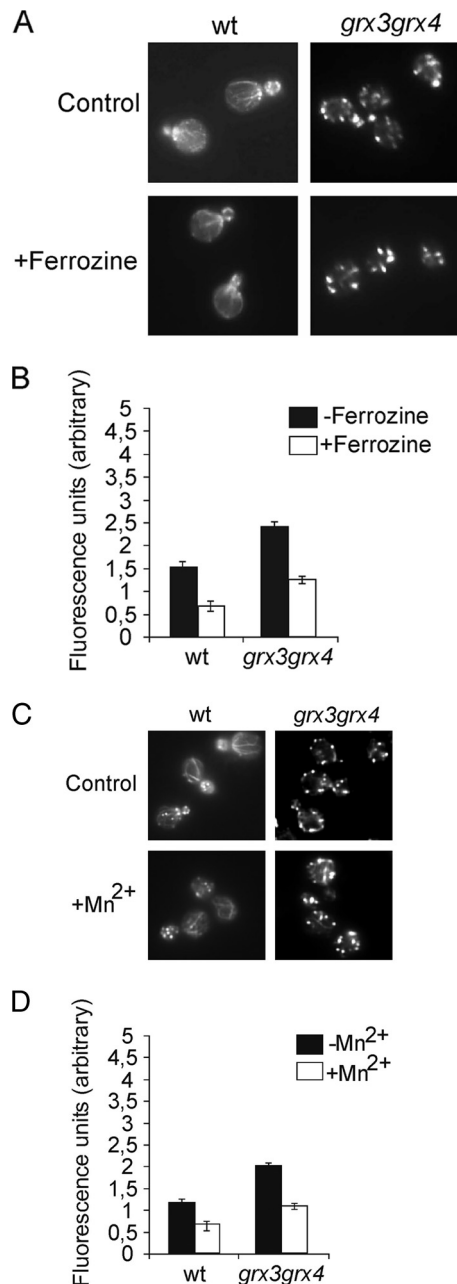 A
wt
grx3grx4
Control
+Ferrozine
B
Fluorescence units (arbitrary)
5
4,5
4
3,5
3
2,5
2
1,5
1
0,5
0
-Ferrozine
+Ferrozine
wt
grx3grx4
C
wt
grx3grx4
Control
+Mn2+
D
Fluorescence units (arbitrary)
5
4,5
4
3,5
3
2,5
2
1,5
1
0,5
0
-Mn2+
+Mn2+
wt
grx3grx4